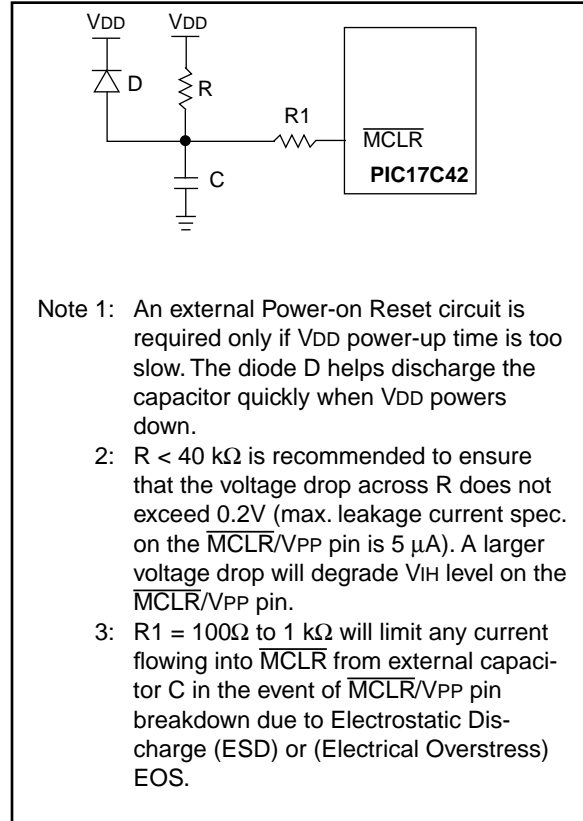 VDD VDD
D
R
R1
MCLR
C
PIC17C42
Note 1: An external Power-on Reset circuit is
required only if VDD power-up time is too
slow. The diode D helps discharge the
capacitor quickly when VDD powers
down.
2: R < 40 kΩ is recommended to ensure
that the voltage drop across R does not
exceed 0.2V (max. leakage current spec.
on the MCLR/VPP pin is 5 μA). A larger
voltage drop will degrade VIH level on the
MCLR/VPP pin.
3: R1 = 100Ω to 1 kΩ will limit any current
flowing into MCLR from external capaci-
tor C in the event of MCLR/VPP pin
breakdown due to Electrostatic Dis-
charge (ESD) or (Electrical Overstress)
EOS.